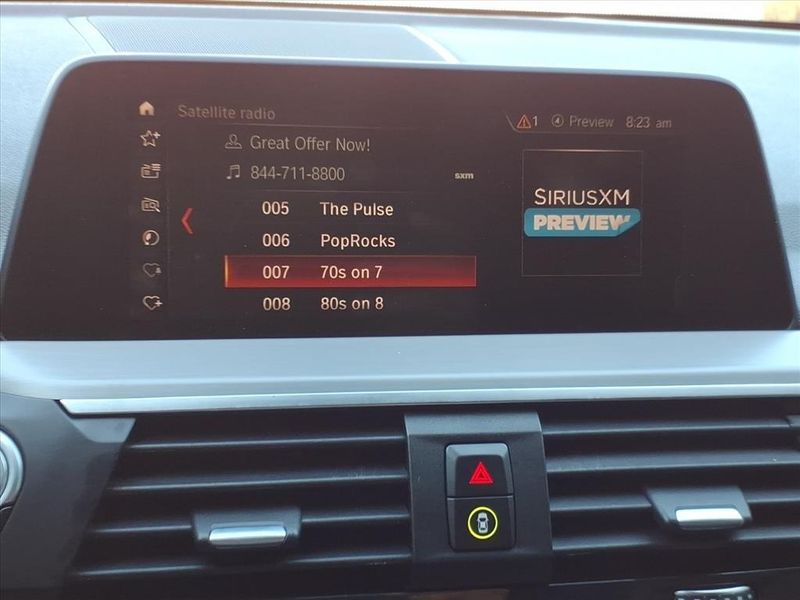 Satellite radio
1 Preview 8:23 am
Great Offer Now!
844-711-8800
sxm
005 The Pulse
006 PopRocks
007 70s on 7
008 80s on 8
SIRIUSXM
PREVIEW